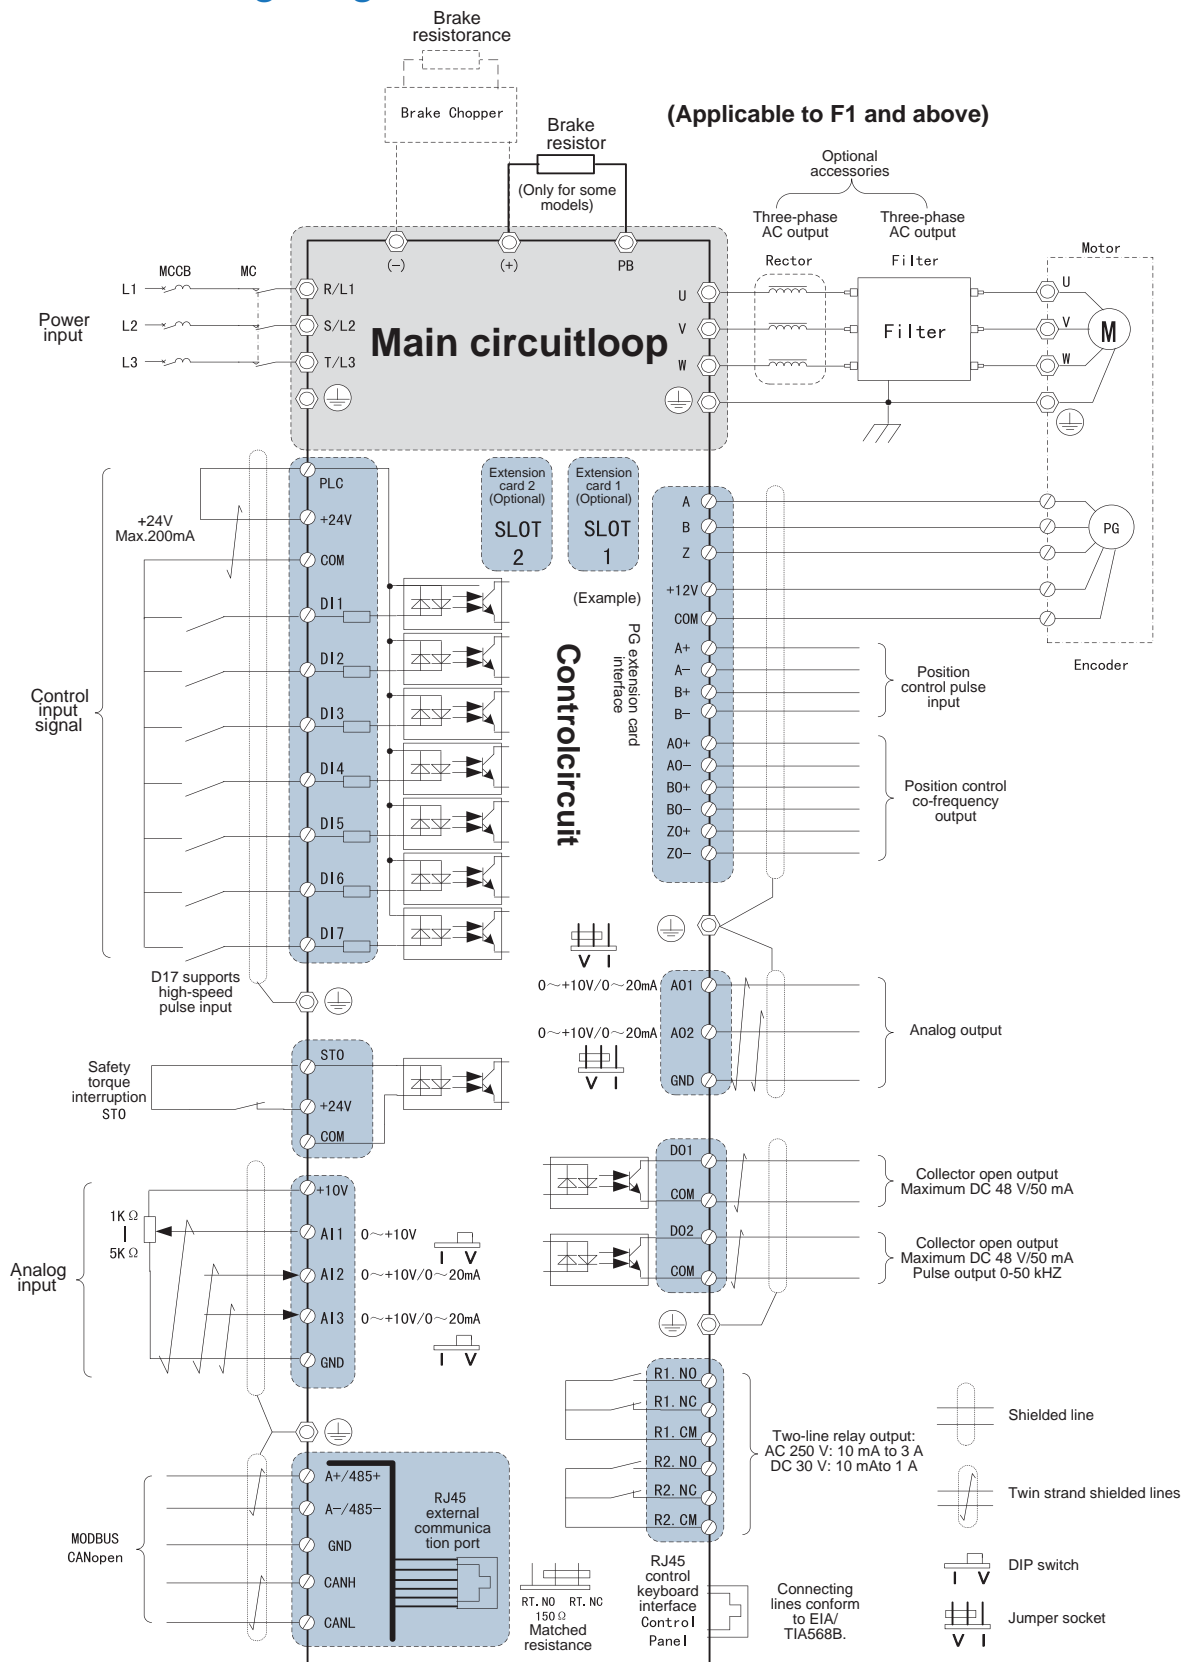 Brake
resistorance
Brake Chopper
(Applicable to F1 and above)
Brake
resistor
(Only for some
models)
Optional
accessories
Three-phase
AC output
Three-phase
AC output
Rector
Filter
Motor
(-)
(+)
PB
MCCB
MC
Power
input
L1
L2
L3
R/L1
S/L2
T/L3
Main circuitloop
U
V
W
Filter
U
V
W
M
PLC
+24V
COM
DI1
DI2
DI3
DI4
DI5
DI6
DI7
+24V
Max.200mA
Control
input
signal
D17 supports
high-speed
pulse input
Extension
card 2
(Optional)
SLOT
2
Extension
card 1
(Optional)
SLOT
1
(Example)
PG extension card
interface
Controlcircuit
A
B
Z
+12V
COM
A+
A-
B+
B-
AO+
AO-
BO+
BO-
ZO+
ZO-
PG
Encoder
Position
control pulse
input
Position control
co-frequency
output
V I
0~+10V/0~20mA
AO1
0~+10V/0~20mA
AO2
V I
GND
Analog output
Safety
torque
interruption
STO
STO
+24V
COM
DO1
COM
DO2
COM
Collector open output
Maximum DC 48 V/50 mA
Collector open output
Maximum DC 48 V/50 mA
Pulse output 0-50 kHZ
Analog
input
1KΩ
I
5KΩ
+10V
AI1
0~+10V
I V
AI2
0~+10V/0~20mA
AI3
0~+10V/0~20mA
I V
GND
R1. NO
R1. NC
R1. CM
R2. NO
R2. NC
R2. CM
Two-line relay output:
AC 250 V: 10 mA to 3 A
DC 30 V: 10 mAto 1 A
Shielded line
Twin strand shielded lines
DIP switch
I V
Jumper socket
V I
MODBUS
CANopen
A+/485+
A-/485-
GND
CANH
CANL
RJ45
external
communica
tion port
RT. NO
RT. NC
150Ω
Matched
resistance
RJ45
control
keyboard
interface
Control
Panel
Connecting
lines conform
to EIA/
TIA568B.